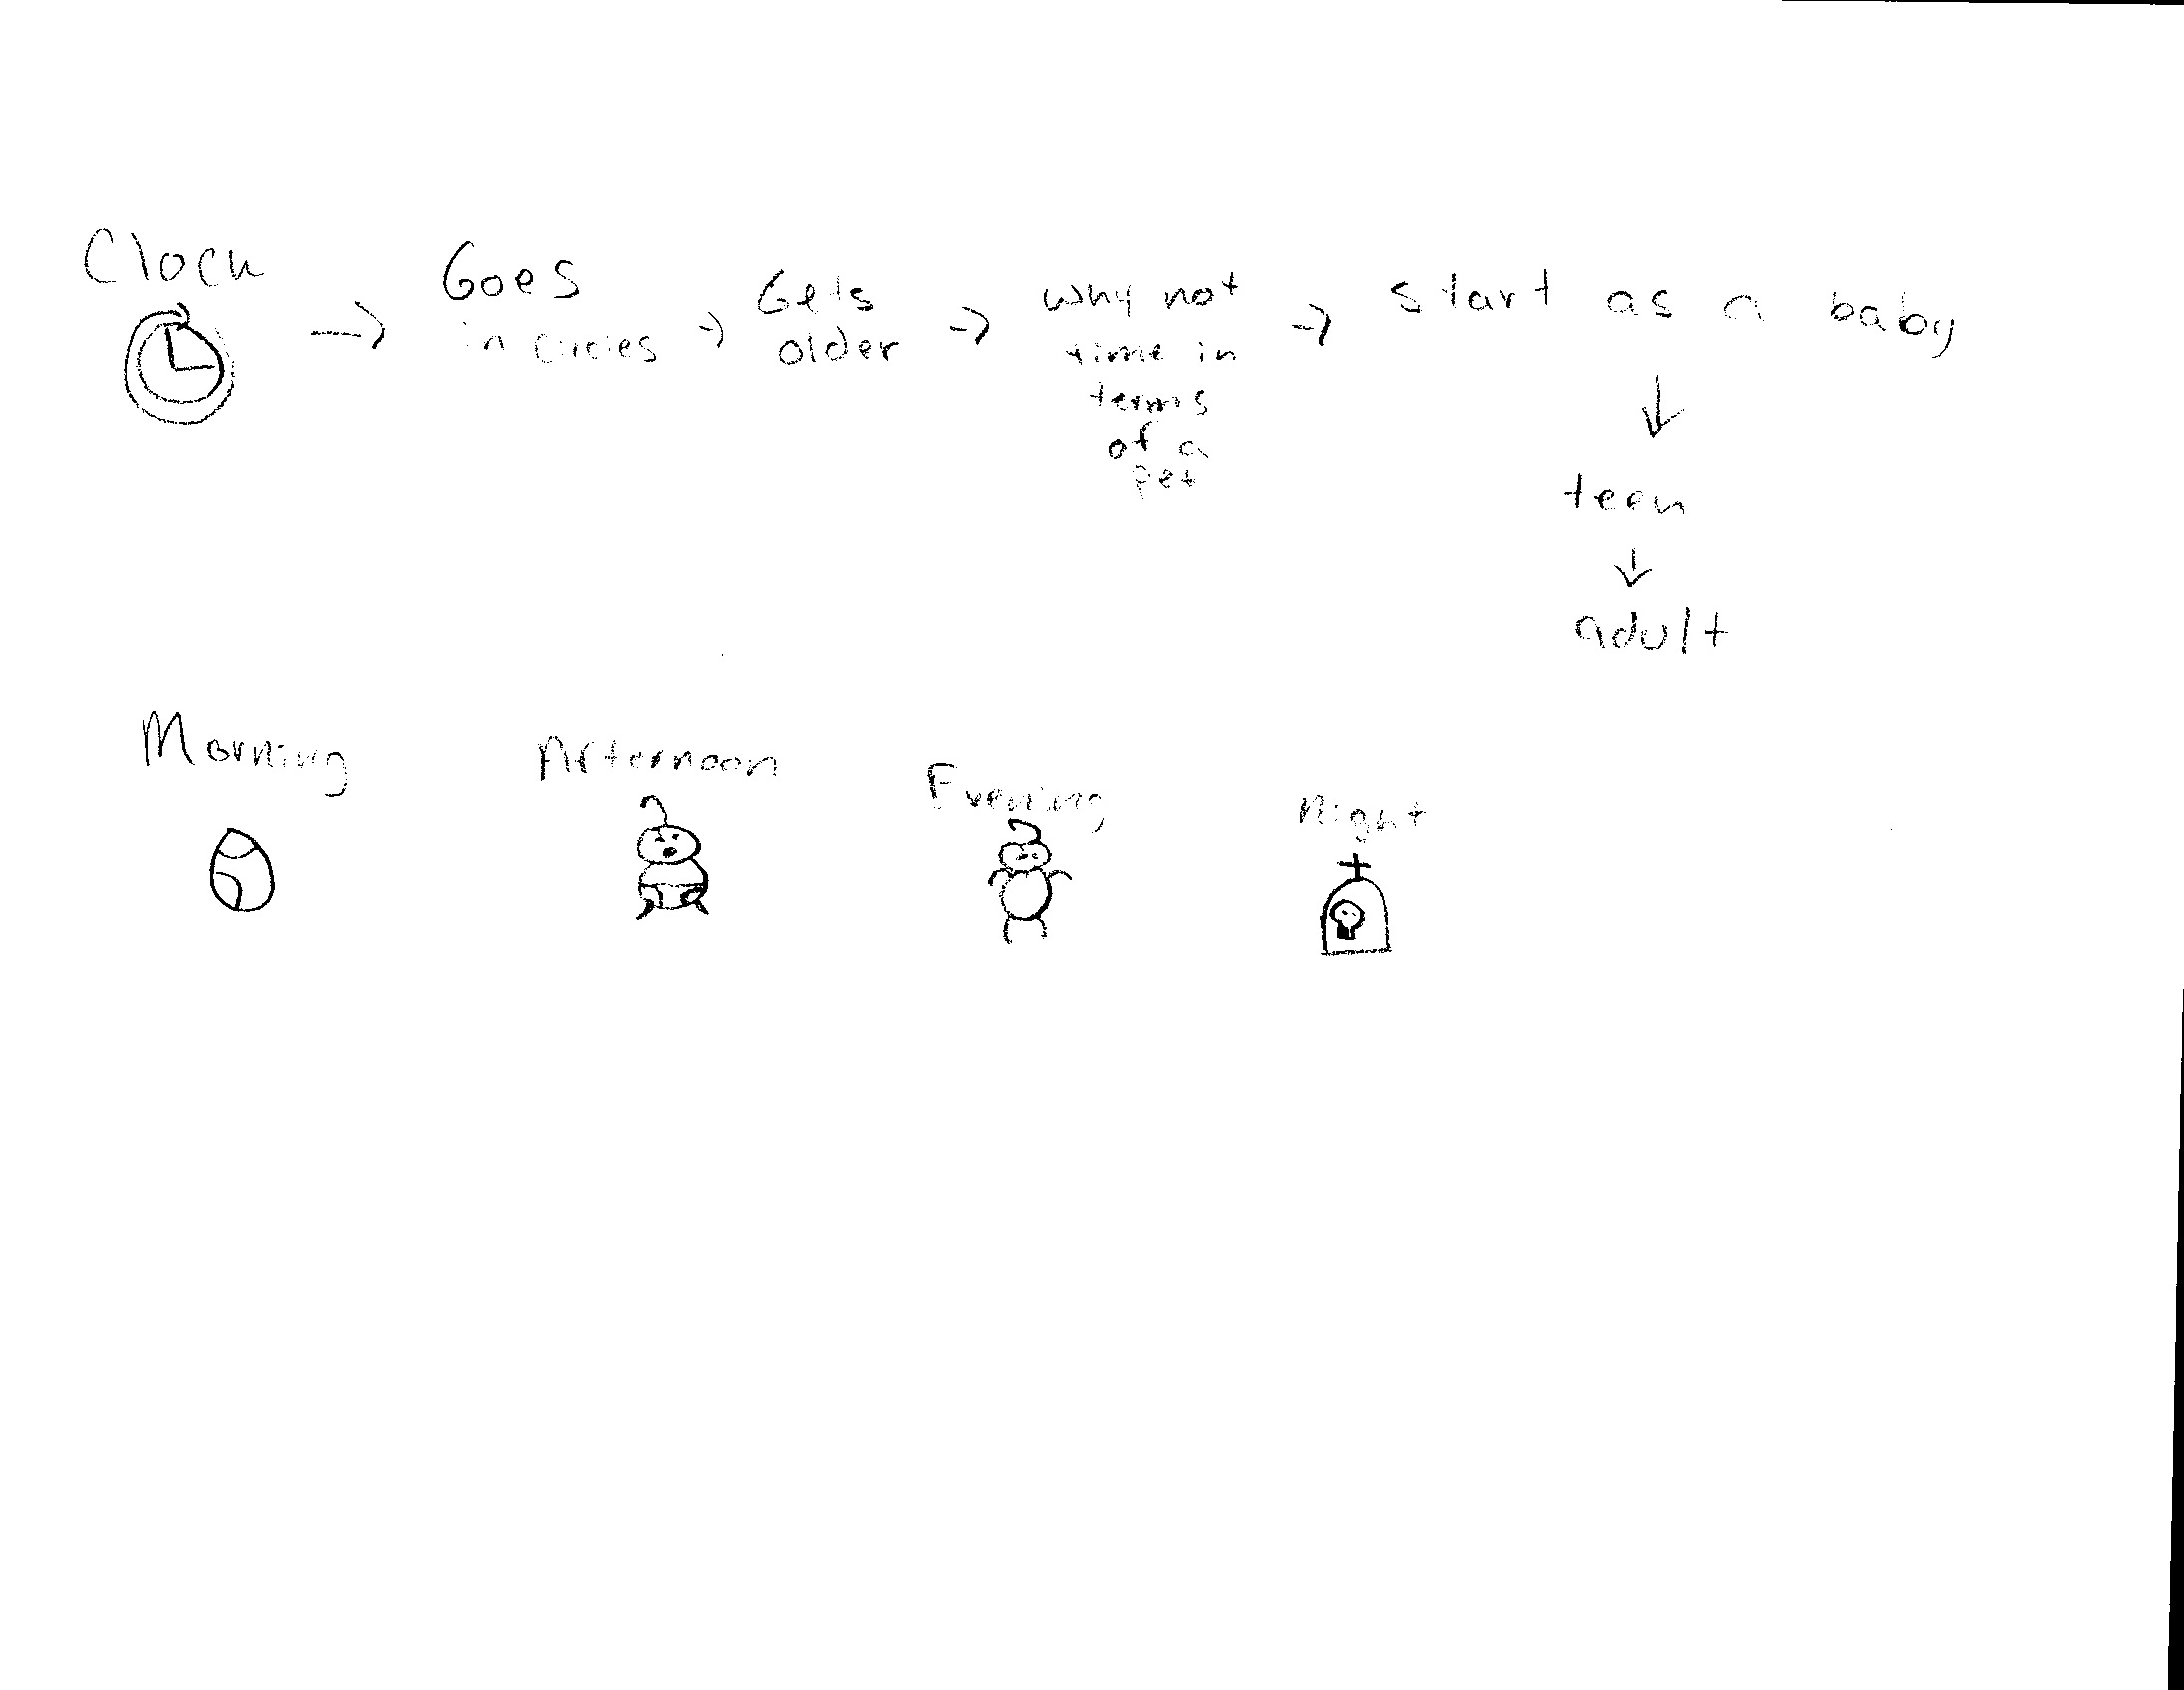 Clock
Goes
in circles
Gets
older
why not
time in
terms
of a
pet
start as a baby
teen
adult
Morning
Afternoon
Evening
Night